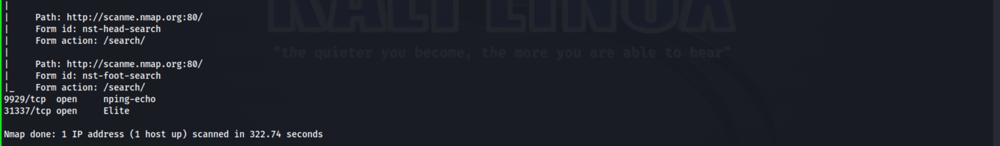 |
|     Path: http://scanme.nmap.org:80/
|     Form id: nst-head-search
|     Form action: /search/
|
|     Path: http://scanme.nmap.org:80/
|     Form id: nst-foot-search
|_    Form action: /search/
9929/tcp  open     nping-echo
31337/tcp open     Elite

Nmap done: 1 IP address (1 host up) scanned in 322.74 seconds
KALI LINUX
"the quieter you become, the more you are able to hear"